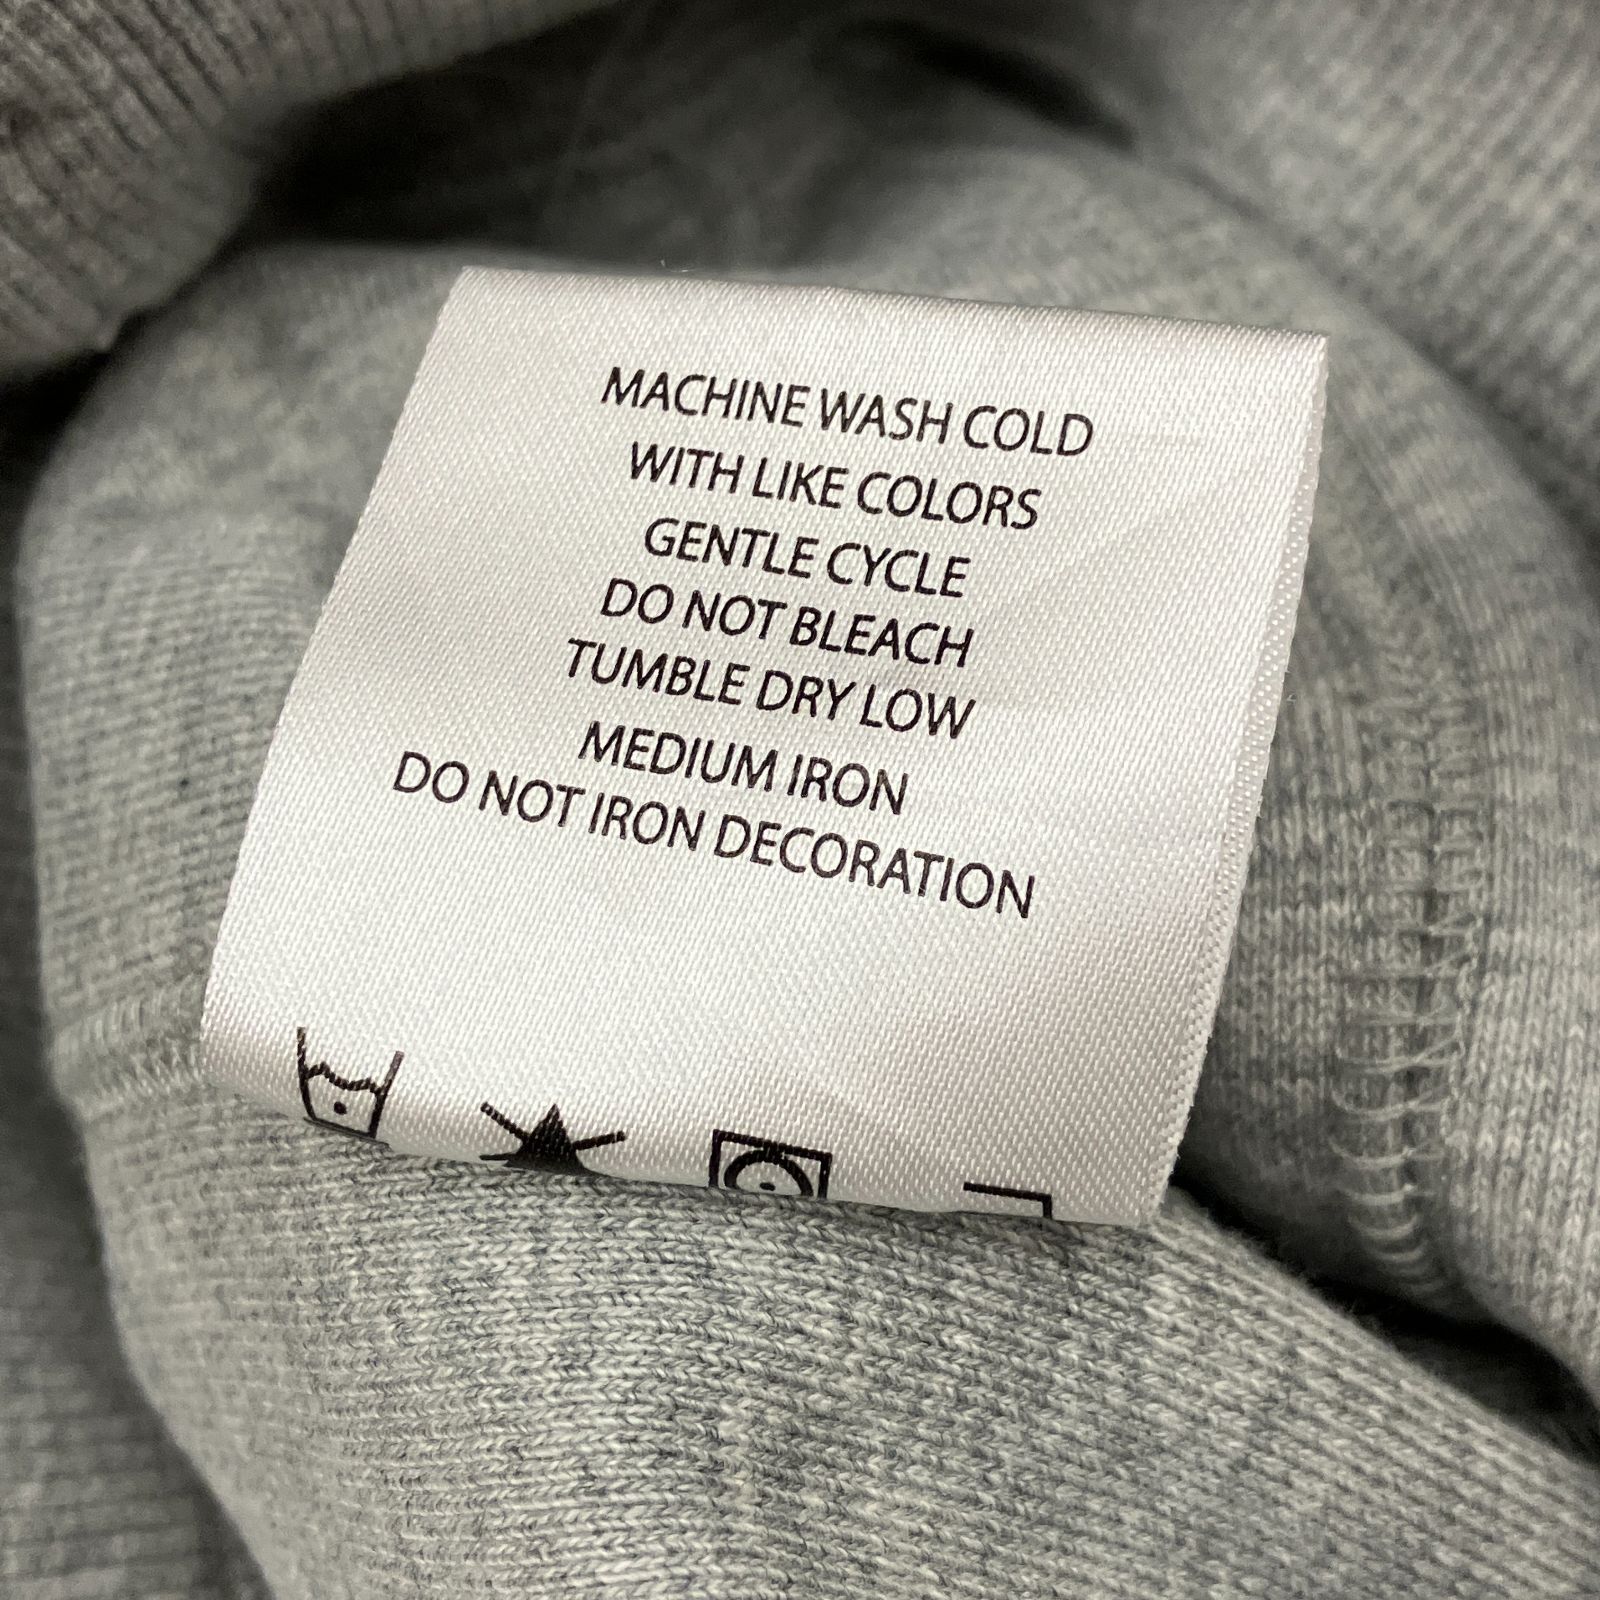 MACHINE WASH COLD
WITH LIKE COLORS
GENTLE CYCLE
DO NOT BLEACH
TUMBLE DRY LOW
MEDIUM IRON
DO NOT IRON DECORATION